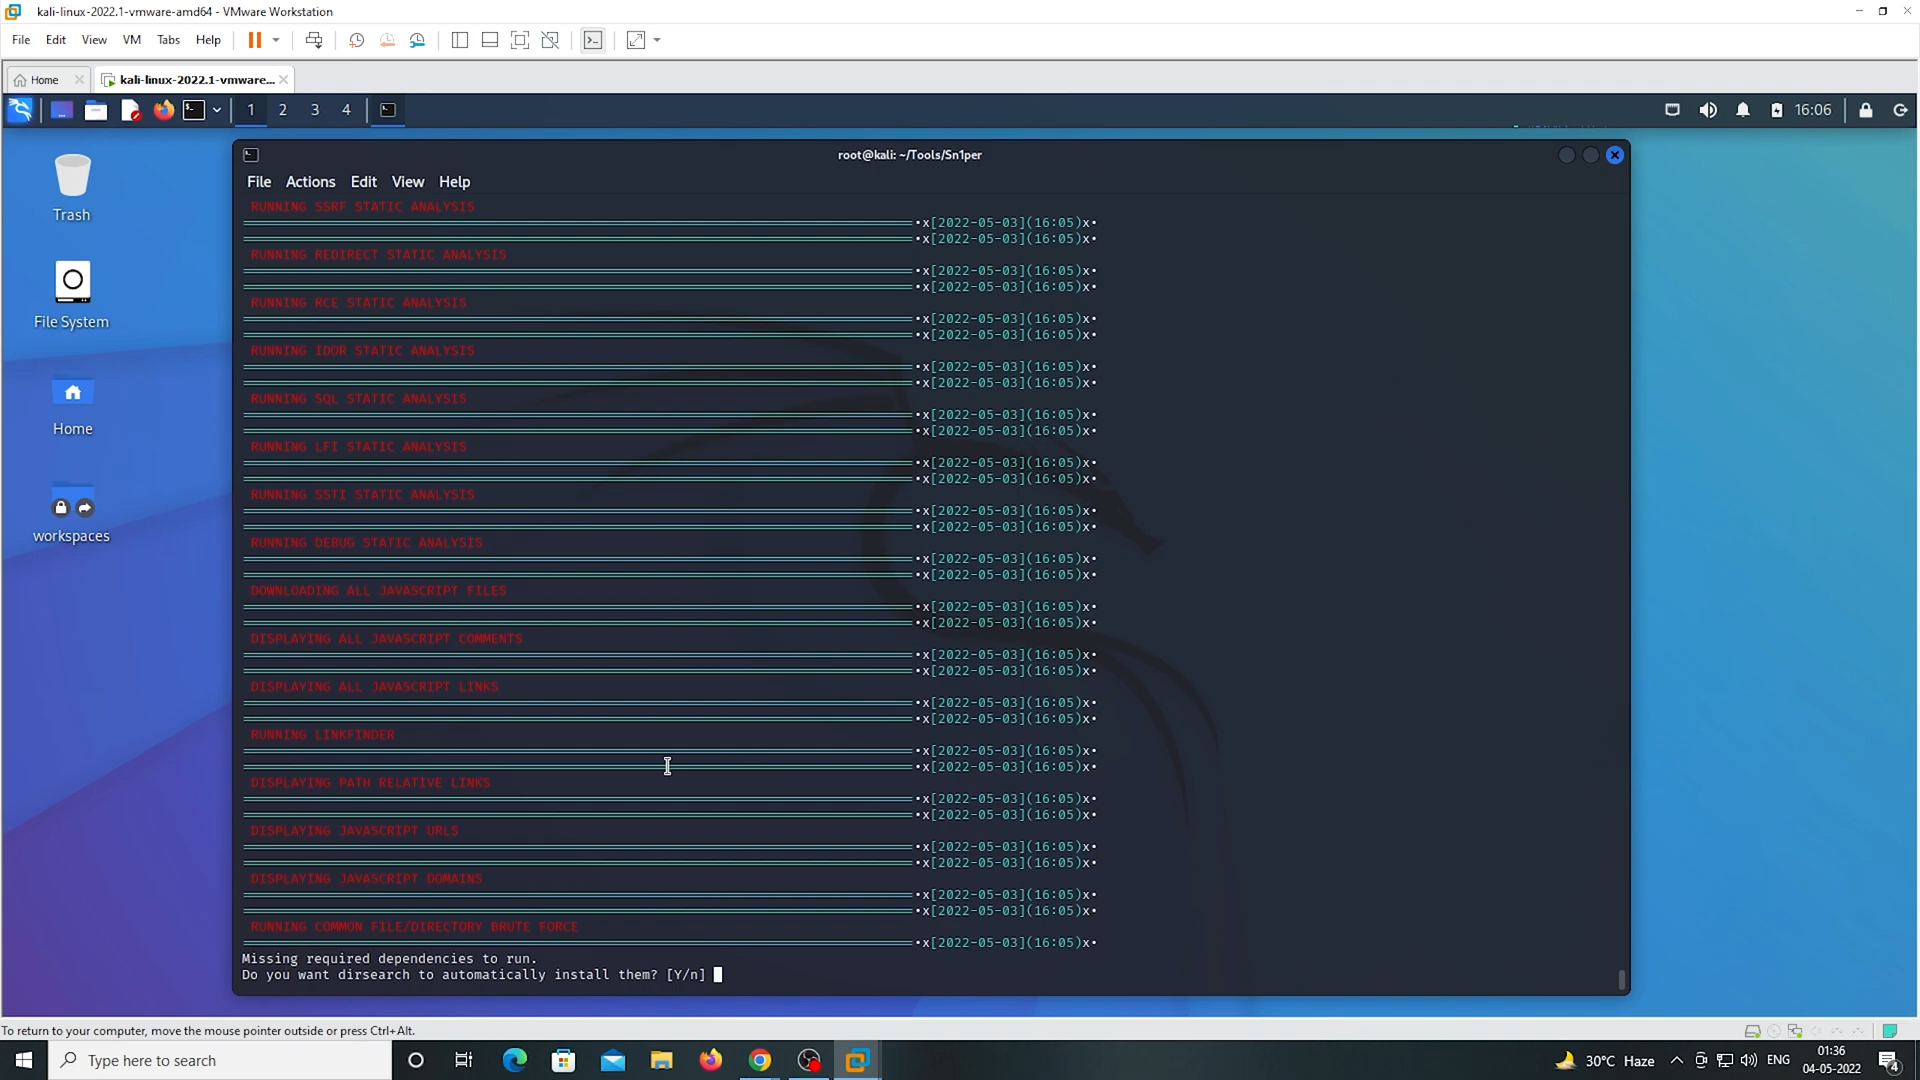 kali-linux-2022.1-vmware-amd64 - VMware Workstation
File Edit View VM Tabs Help
Home kali-linux-2022.1-vmware...
1 2 3 4 16:06
root@kali: ~/Tools/Sn1per
File Actions Edit View Help
Trash
File System
Home
workspaces
RUNNING SSRF STATIC ANALYSIS
•x[2022-05-03](16:05)x•
•x[2022-05-03](16:05)x•
RUNNING REDIRECT STATIC ANALYSIS
•x[2022-05-03](16:05)x•
•x[2022-05-03](16:05)x•
RUNNING RCE STATIC ANALYSIS
•x[2022-05-03](16:05)x•
•x[2022-05-03](16:05)x•
RUNNING IDOR STATIC ANALYSIS
•x[2022-05-03](16:05)x•
•x[2022-05-03](16:05)x•
RUNNING SQL STATIC ANALYSIS
•x[2022-05-03](16:05)x•
•x[2022-05-03](16:05)x•
RUNNING LFI STATIC ANALYSIS
•x[2022-05-03](16:05)x•
•x[2022-05-03](16:05)x•
RUNNING SSTI STATIC ANALYSIS
•x[2022-05-03](16:05)x•
•x[2022-05-03](16:05)x•
RUNNING DEBUG STATIC ANALYSIS
•x[2022-05-03](16:05)x•
•x[2022-05-03](16:05)x•
DOWNLOADING ALL JAVASCRIPT FILES
•x[2022-05-03](16:05)x•
•x[2022-05-03](16:05)x•
DISPLAYING ALL JAVASCRIPT COMMENTS
•x[2022-05-03](16:05)x•
•x[2022-05-03](16:05)x•
DISPLAYING ALL JAVASCRIPT LINKS
•x[2022-05-03](16:05)x•
•x[2022-05-03](16:05)x•
RUNNING LINKFINDER
•x[2022-05-03](16:05)x•
•x[2022-05-03](16:05)x•
DISPLAYING PATH RELATIVE LINKS
•x[2022-05-03](16:05)x•
•x[2022-05-03](16:05)x•
DISPLAYING JAVASCRIPT URLS
•x[2022-05-03](16:05)x•
•x[2022-05-03](16:05)x•
DISPLAYING JAVASCRIPT DOMAINS
•x[2022-05-03](16:05)x•
•x[2022-05-03](16:05)x•
RUNNING COMMON FILE/DIRECTORY BRUTE FORCE
•x[2022-05-03](16:05)x•
Missing required dependencies to run.
Do you want dirsearch to automatically install them? [Y/n]
To return to your computer, move the mouse pointer outside or press Ctrl+Alt.
Type here to search
30°C Haze
ENG
01:36
04-05-2022
4